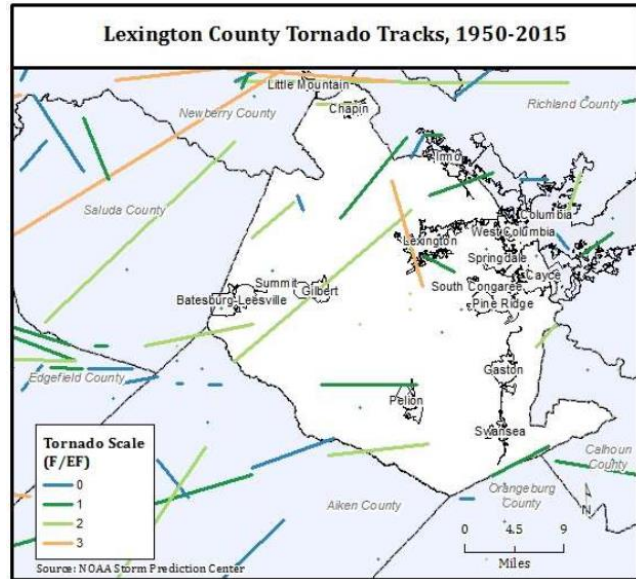 Lexington County Tornado Tracks, 1950-2015
Little Mountain
Chapin
Newberry County
Richland County
Irmo
Saluda County
Columbia
West Columbia
Lexington
Springdale
Cayce
Summit
Gilbert
South Congaree
Batesburg-Leesville
Pine Ridge
Edgefield County
Gaston
Pelion
Swansea
Calhoun
County
Aiken County
Orangeburg
County
Tornado Scale
(F/EF)
0
1
2
3
N
0 4.5 9
Miles
Source: NOAA Storm Prediction Center